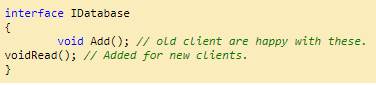 interface IDatabase
{
        void Add(); // old client are happy with these.
voidRead(); // Added for new clients.
}